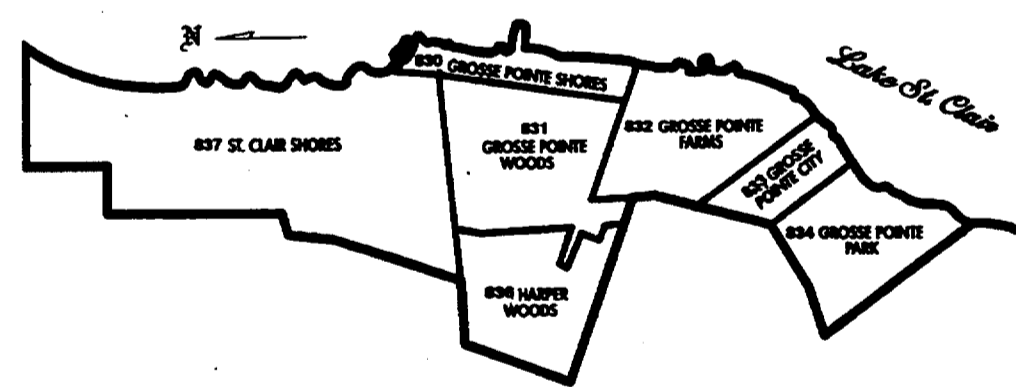 N
830 GROSSE POINTE SHORES
Lake St. Clair
837 ST. CLAIR SHORES
831
GROSSE POINTE
WOODS
832 GROSSE POINTE
FARMS
833 GROSSE
POINTE CITY
834 GROSSE POINTE
PARK
836 HARPER
WOODS